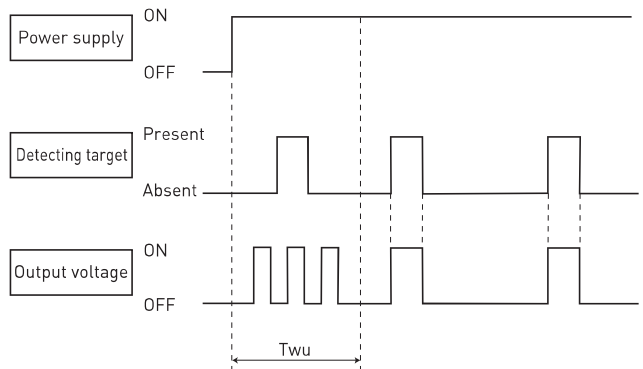 ON
Power supply
OFF
Present
Detecting target
Absent
ON
Output voltage
OFF
Twu